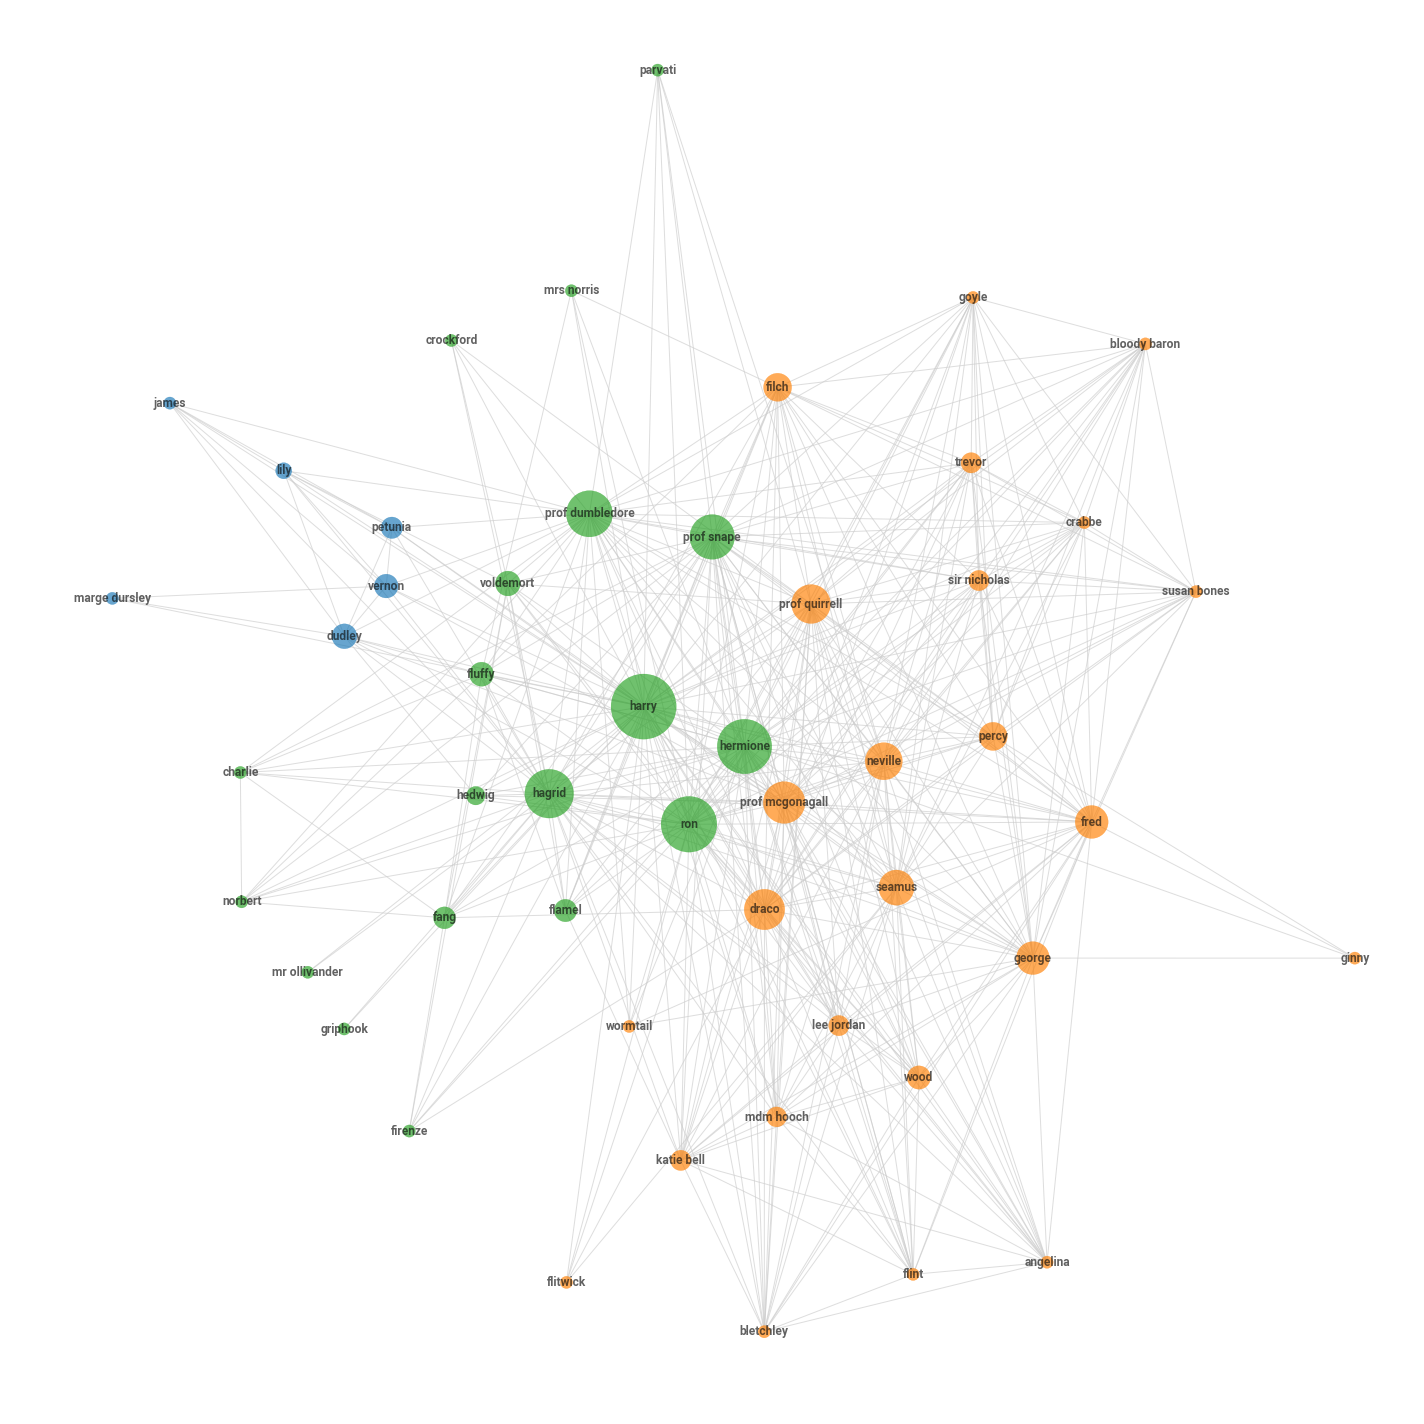 parvati
mrs norris
goyle
crockford
bloody baron
filch
james
lily
trevor
prof dumbledore
petunia
crabbe
prof snape
vernon
voldemort
sir nicholas
susan bones
marge dursley
prof quirrell
dudley
fluffy
harry
percy
hermione
neville
charlie
hedwig
hagrid
prof mcgonagall
ron
fred
seamus
norbert
fang
flamel
draco
george
ginny
mr ollivander
griphook
wormtail
lee jordan
wood
mdm hooch
firenze
katie bell
angelina
flint
flitwick
bletchley